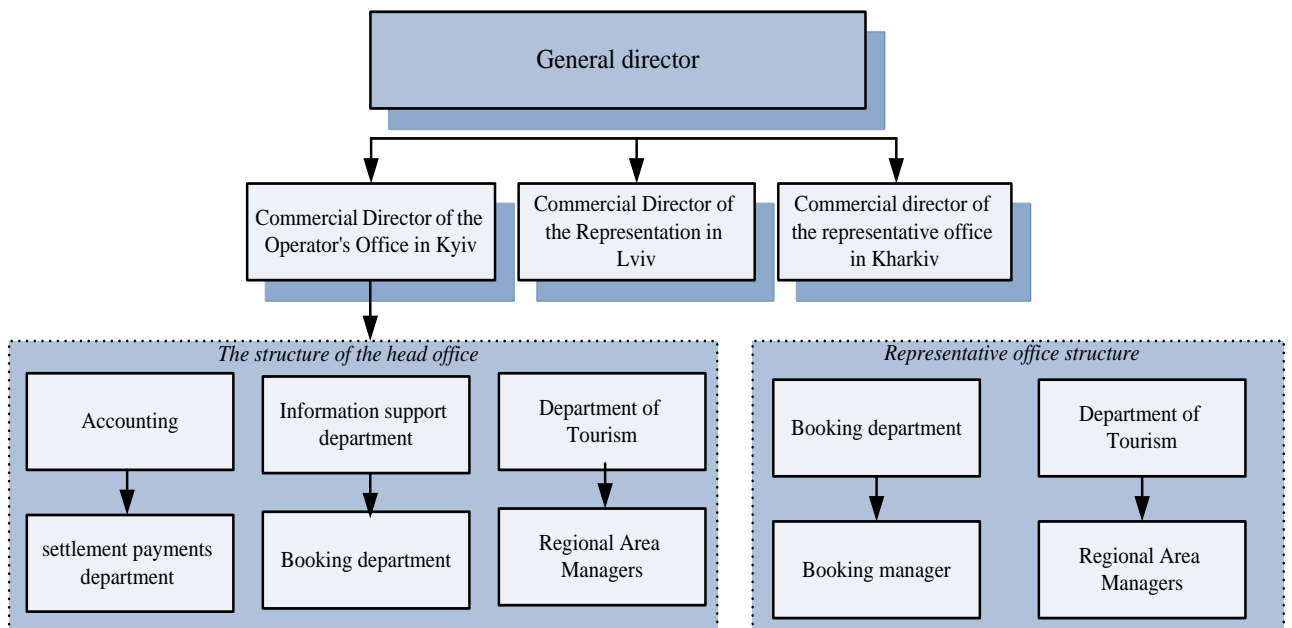 General director
Commercial Director of the
Operator's Office in Kyiv
Commercial Director of
the Representation in
Lviv
Commercial director of
the representative office
in Kharkiv
The structure of the head office
Accounting
Information support
department
Department of
Tourism
settlement payments
department
Booking department
Regional Area
Managers
Representative office structure
Booking department
Department of
Tourism
Booking manager
Regional Area
Managers